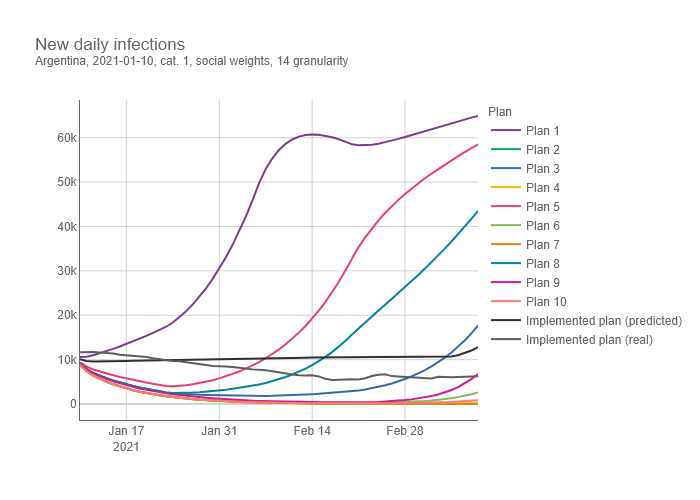 New daily infections
Argentina, 2021-01-10, cat. 1, social weights, 14 granularity
Plan
Plan 1
Plan 2
Plan 3
Plan 4
Plan 5
Plan 6
Plan 7
Plan 8
Plan 9
Plan 10
Implemented plan (predicted)
Implemented plan (real)
60k
50k
40k
30k
20k
10k
0
Jan 17
2021
Jan 31
Feb 14
Feb 28